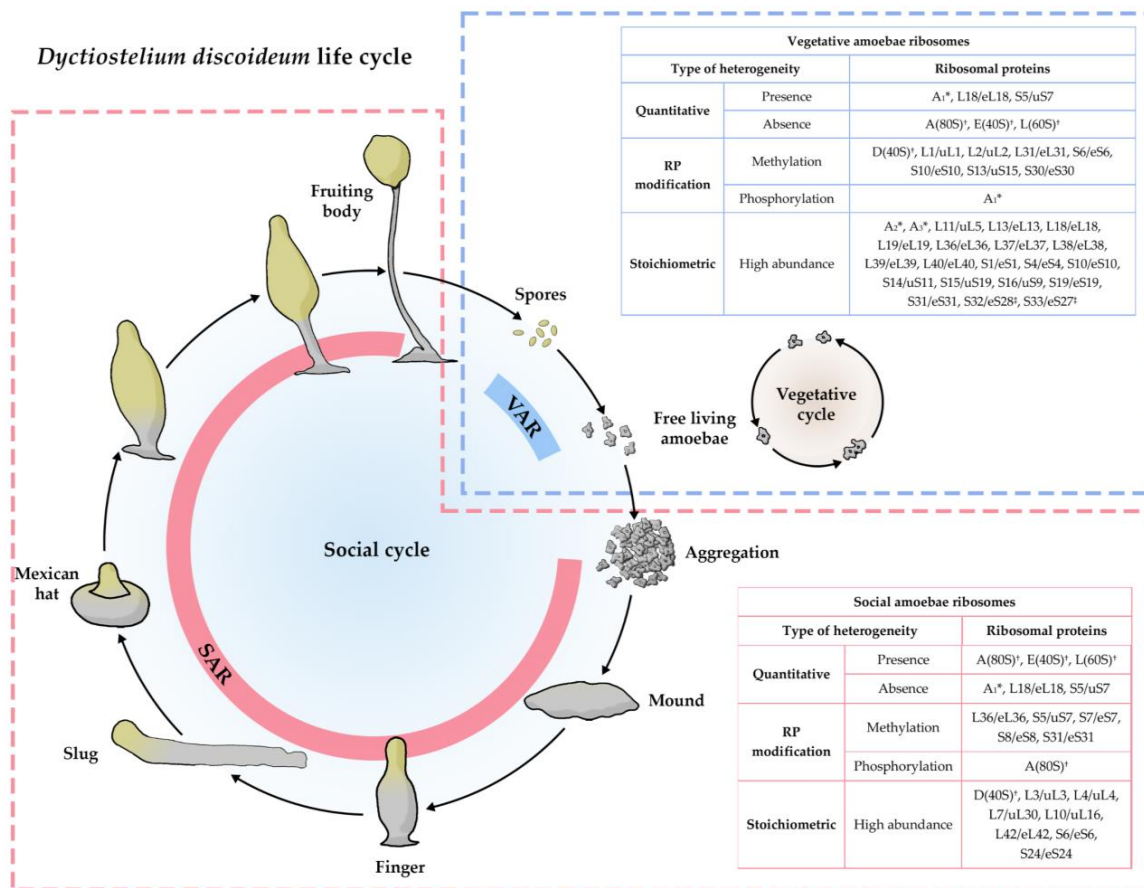 Dyctiostelium discoideum life cycle
Vegetative amoebae ribosomes
Type of heterogeneity
Ribosomal proteins
Quantitative
Presence
A₁*, L18/eL18, S5/uS7
Absence
A(80S)†, E(40S)†, L(60S)†
RP
modification
Methylation
D(40S)†, L1/uL1, L2/uL2, L31/eL31, S6/eS6,
S10/eS10, S13/uS15, S30/eS30
Phosphorylation
A₁*
Stoichiometric
High abundance
A₂*, A₃*, L11/uL5, L13/eL13, L18/eL18,
L19/eL19, L36/eL36, L37/eL37, L38/eL38,
L39/eL39, L40/eL40, S1/eS1, S4/eS4, S10/eS10,
S14/uS11, S15/uS19, S16/uS9, S19/eS19,
S31/eS31, S32/eS28‡, S33/eS27‡
Fruiting
body
Spores
VAR
Free living
amoebae
Vegetative
cycle
Social cycle
Aggregation
Mexican
hat
SAR
Mound
Slug
Finger
Social amoebae ribosomes
Type of heterogeneity
Ribosomal proteins
Quantitative
Presence
A(80S)†, E(40S)†, L(60S)†
Absence
A₁*, L18/eL18, S5/uS7
RP
modification
Methylation
L36/eL36, S5/uS7, S7/eS7,
S8/eS8, S31/eS31
Phosphorylation
A(80S)†
Stoichiometric
High abundance
D(40S)†, L3/uL3, L4/uL4,
L7/uL30, L10/uL16,
L42/eL42, S6/eS6,
S24/eS24